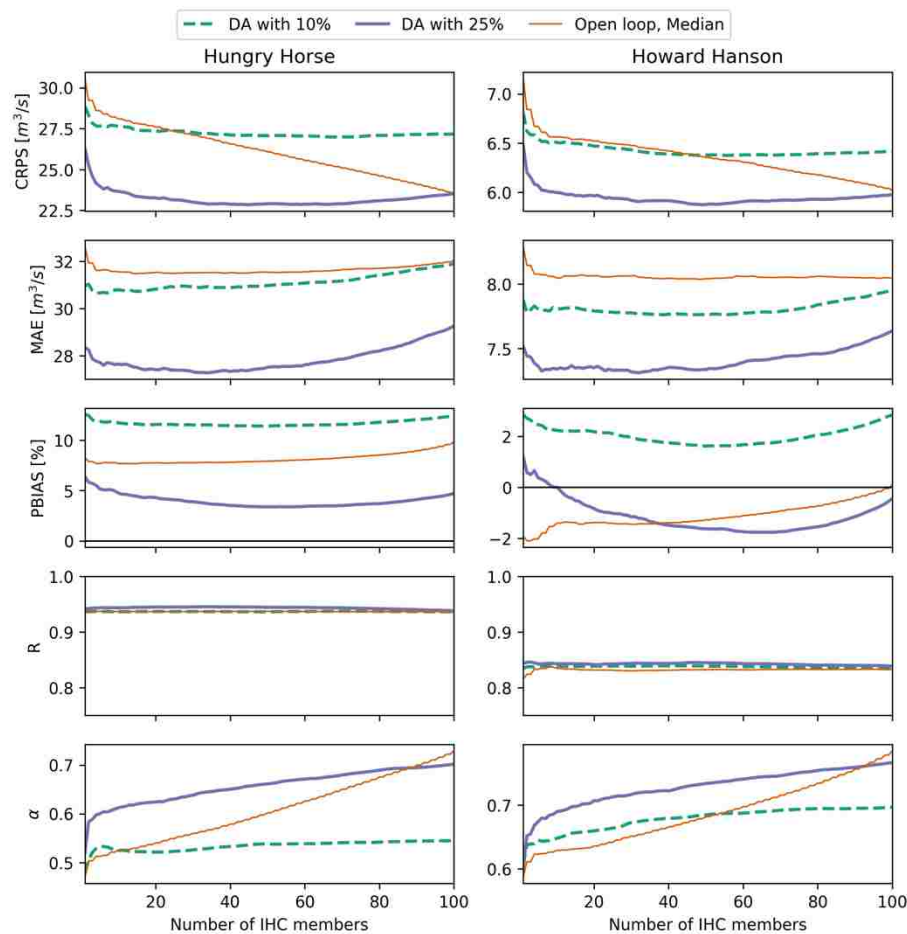 DA with 10% DA with 25% Open loop, Median
Hungry Horse Howard Hanson
CRPS [m³/s]
30.0
27.5
25.0
22.5
7.0
6.5
6.0
MAE [m³/s]
32
30
28
8.0
7.5
PBIAS [%]
10
5
0
2
0
−2
R
1.0
0.9
0.8
1.0
0.9
0.8
α
0.7
0.6
0.5
0.7
0.6
20 40 60 80 100
20 40 60 80 100
Number of IHC members
Number of IHC members